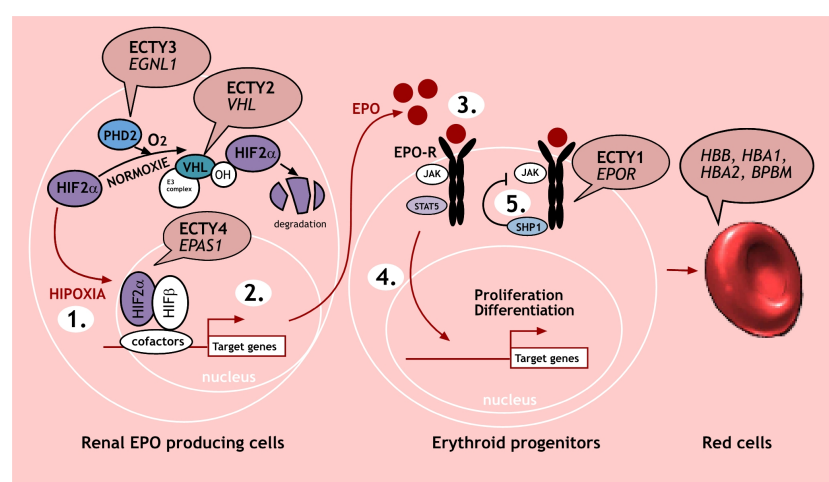 ECTY3
EGNL1
ECTY2
VHL
PHD2
O2
NORMOXIE
HIF2α
VHL
OH
HIF2α
E3
complex
degradation
ECTY4
EPAS1
HIPOXIA
1.
HIF2α
HIFβ
cofactors
2.
Target genes
nucleus
Renal EPO producing cells
EPO
3.
EPO-R
JAK
STAT5
JAK
5.
SHP1
ECTY1
EPOR
4.
Proliferation
Differentiation
Target genes
nucleus
Erythroid progenitors
HBB, HBA1,
HBA2, BPBM
Red cells